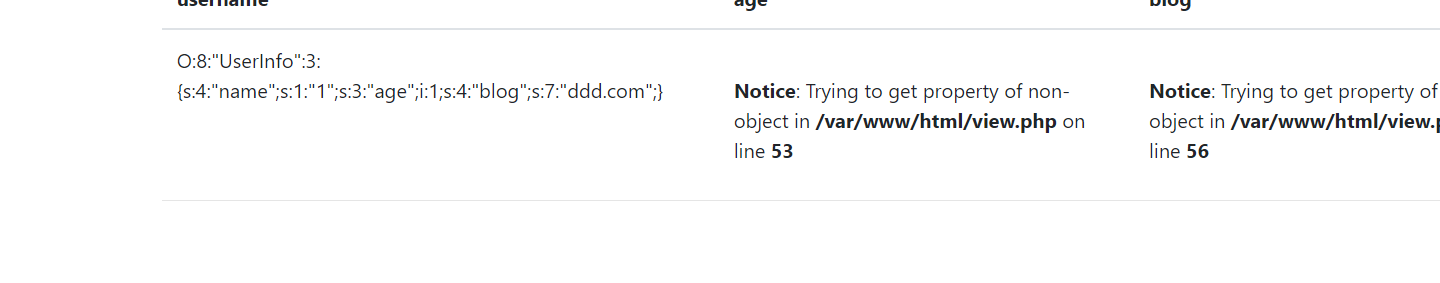 username age blog
O:8:"UserInfo":3:
{s:4:"name";s:1:"1";s:3:"age";i:1;s:4:"blog";s:7:"ddd.com";}
Notice: Trying to get property of non-
object in /var/www/html/view.php on
line 53
Notice: Trying to get property of
object in /var/www/html/view.p
line 56